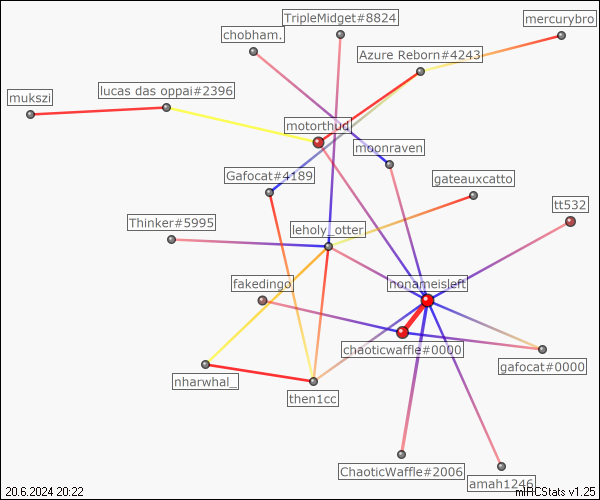 TripleMidget#8824
mercurybro
chobham.
Azure Reborn#4243
lucas das oppai#2396
mukszi
motorthud
moonraven
Gafocat#4189
gateauxcatto
tt532
Thinker#5995
leholy_otter
fakedingo
nonameisleft
chaoticwaffle#0000
gafocat#0000
nharwhal_
then1cc
ChaoticWaffle#2006
amah1246
20.6.2024 20:22
mIRCStats v1.25